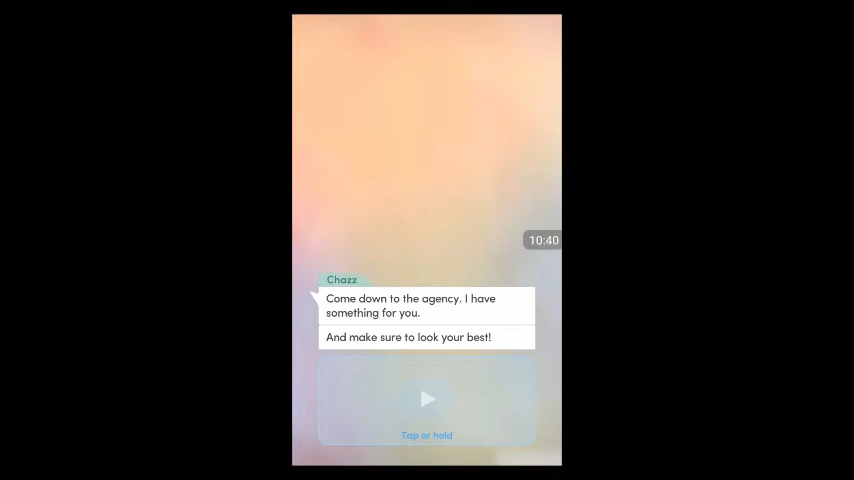 10:40
Chazz
Come down to the agency. I have
something for you.
And make sure to look your best!
Tap or hold